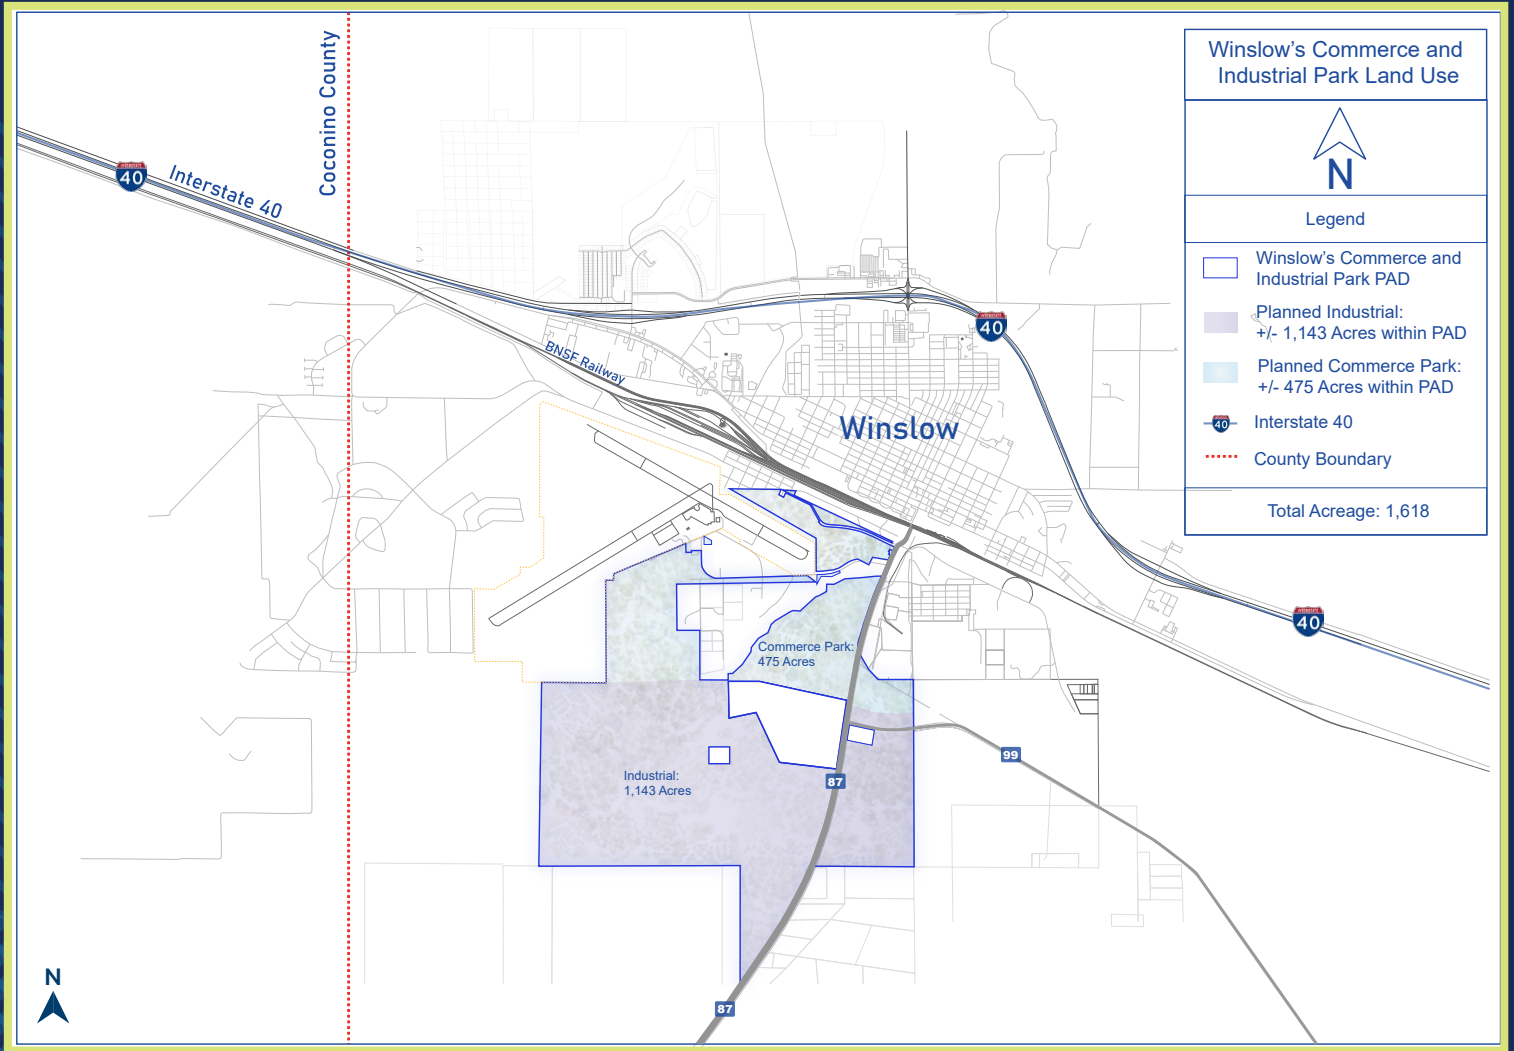 Winslow's Commerce and
Industrial Park Land Use
N
Legend
Winslow's Commerce and
Industrial Park PAD
Planned Industrial:
+/- 1,143 Acres within PAD
Planned Commerce Park:
+/- 475 Acres within PAD
40
Interstate 40
County Boundary
Total Acreage: 1,618
Coconino County
INTERSTATE
40
Interstate 40
INTERSTATE
40
BNSF Railway
Winslow
INTERSTATE
40
Commerce Park:
475 Acres
Industrial:
1,143 Acres
99
87
87
N